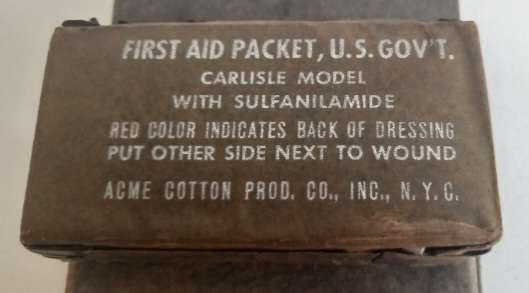 FIRST AID PACKET, U.S. GOV'T.
CARLISLE MODEL
WITH SULFANILAMIDE
RED COLOR INDICATES BACK OF DRESSING
PUT OTHER SIDE NEXT TO WOUND
ACME COTTON PROD. CO., INC., N.Y.C.